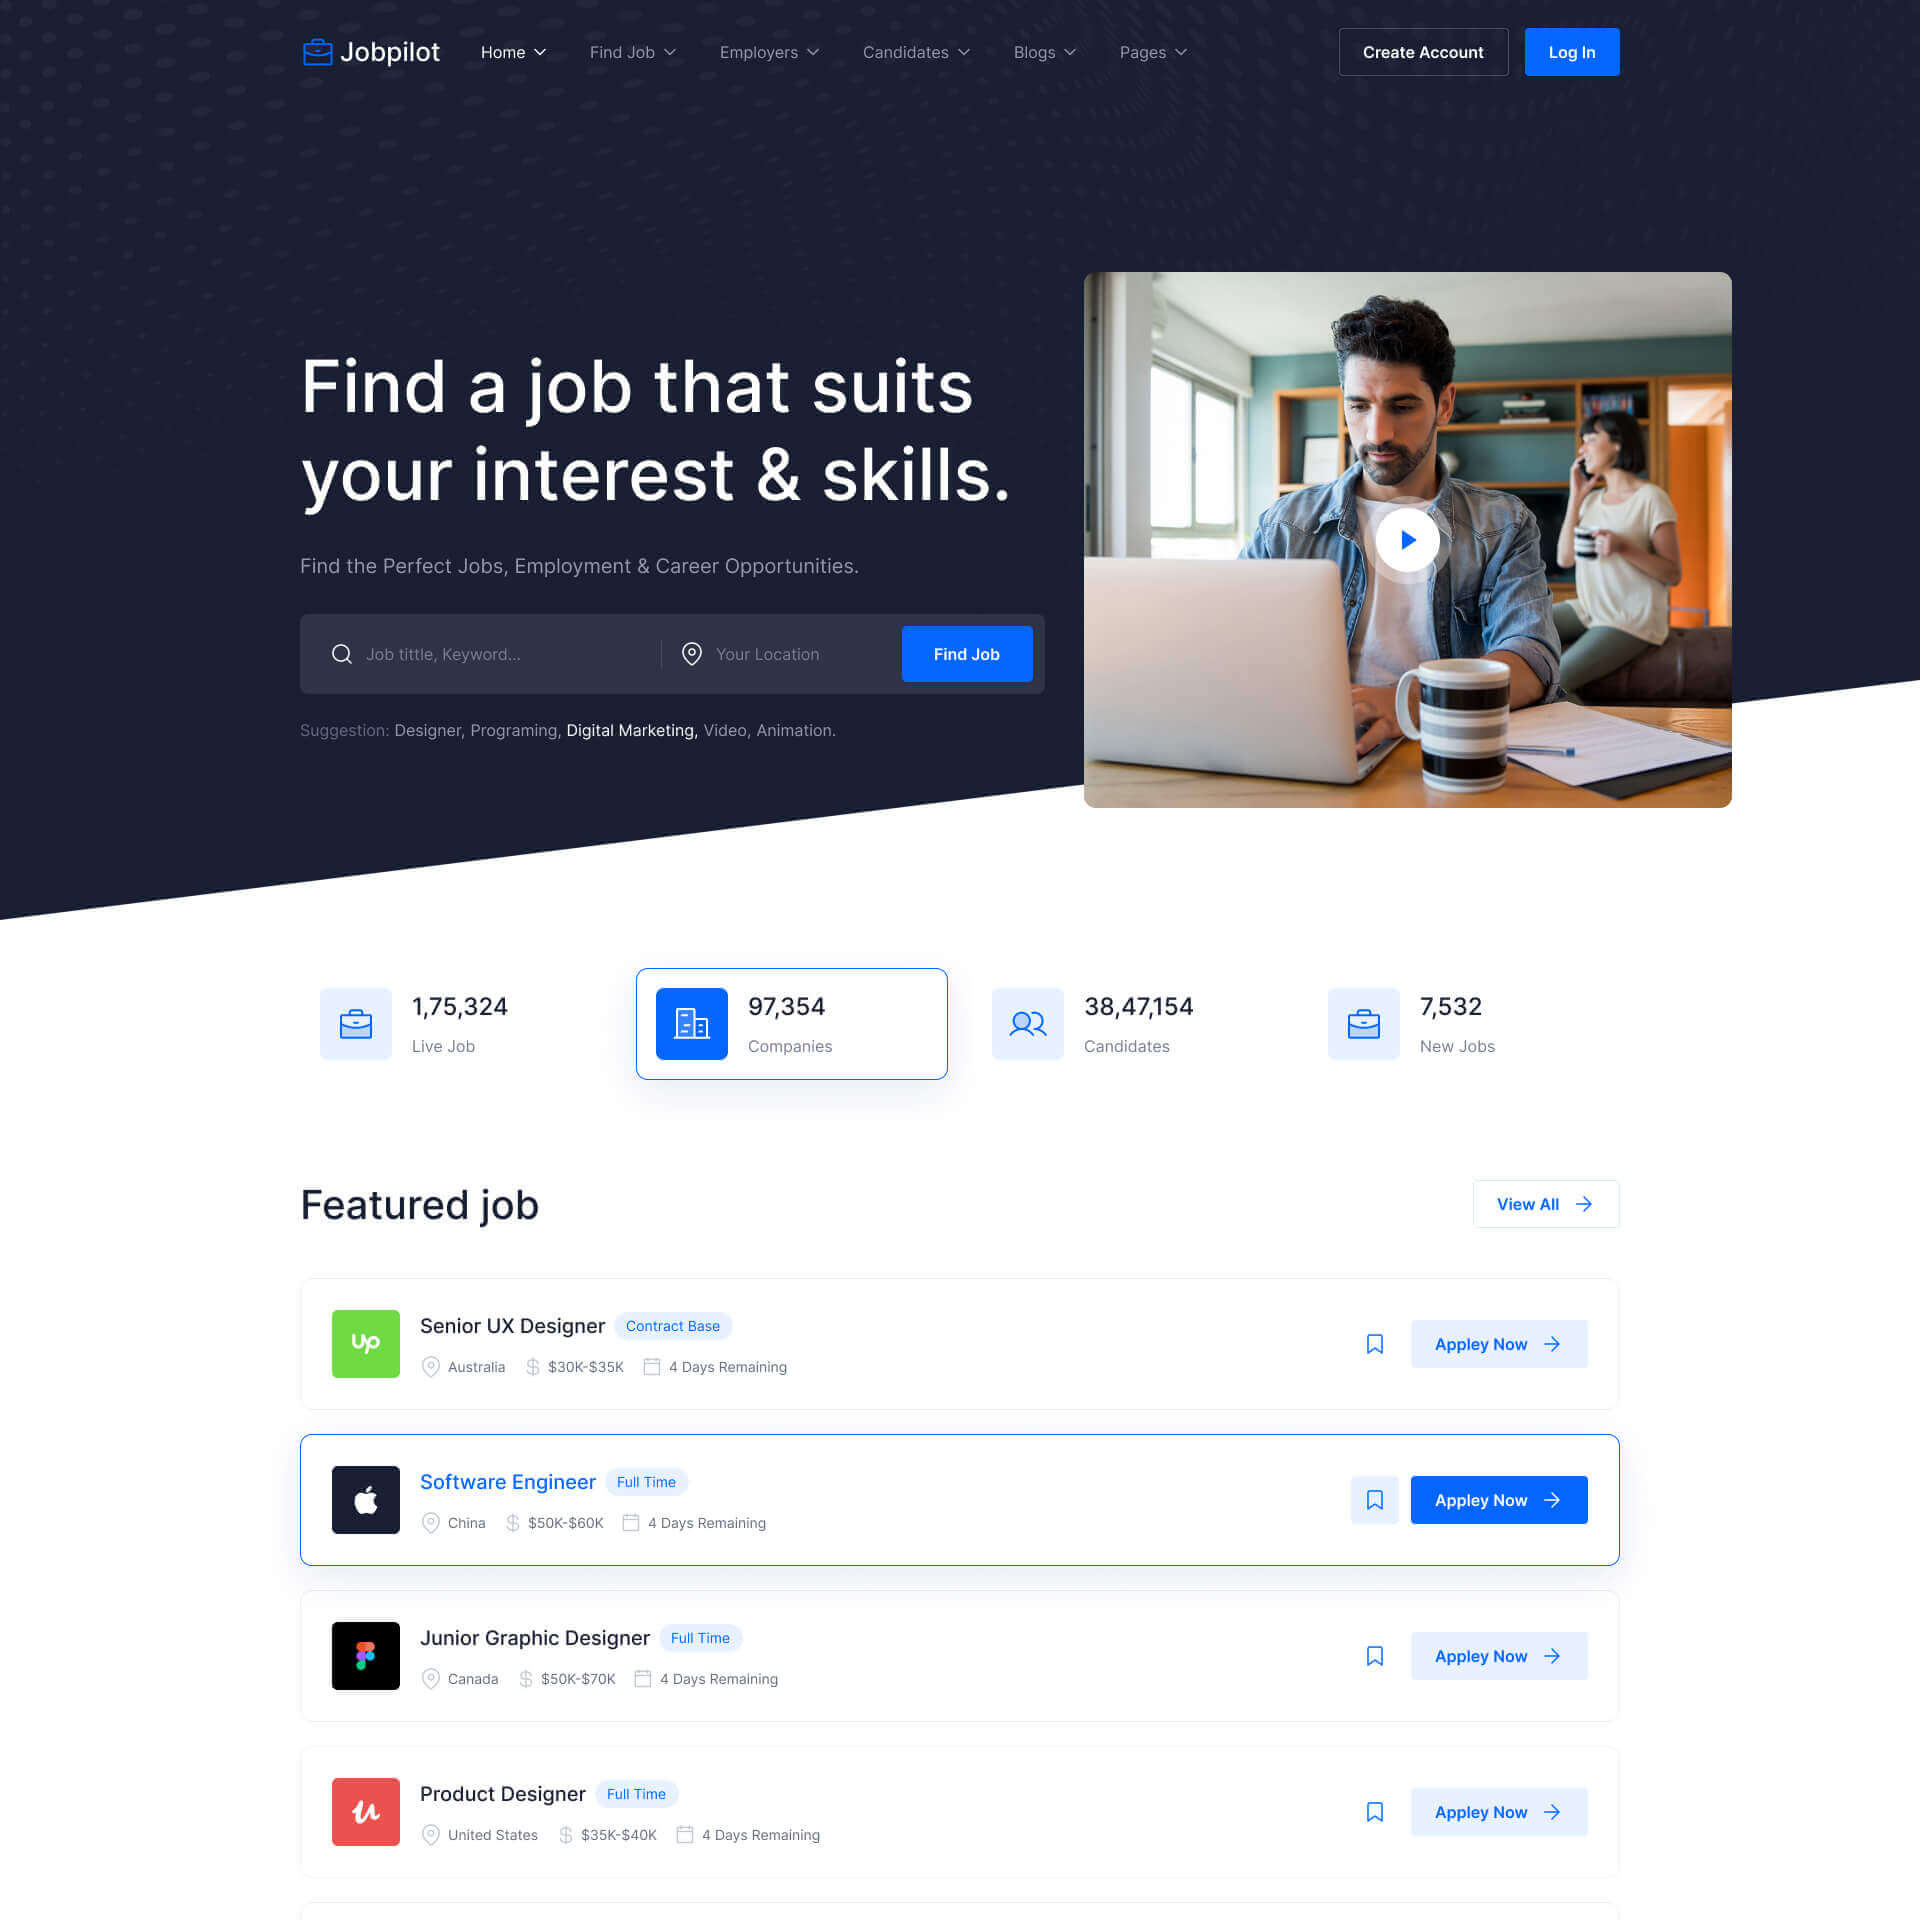 Jobpilot Home Find Job Employers Candidates Blogs Pages Create Account Log In
Find a job that suits
your interest & skills.
Find the Perfect Jobs, Employment & Career Opportunities.
Job tittle, Keyword... Your Location Find Job
Suggestion: Designer, Programing, Digital Marketing, Video, Animation.
1,75,324
Live Job
97,354
Companies
38,47,154
Candidates
7,532
New Jobs
Featured job
View All
up
Senior UX Designer Contract Base
Australia $ $30K-$35K 4 Days Remaining
Appley Now
Software Engineer Full Time
China $ $50K-$60K 4 Days Remaining
Appley Now
Junior Graphic Designer Full Time
Canada $ $50K-$70K 4 Days Remaining
Appley Now
u
Product Designer Full Time
United States $ $35K-$40K 4 Days Remaining
Appley Now